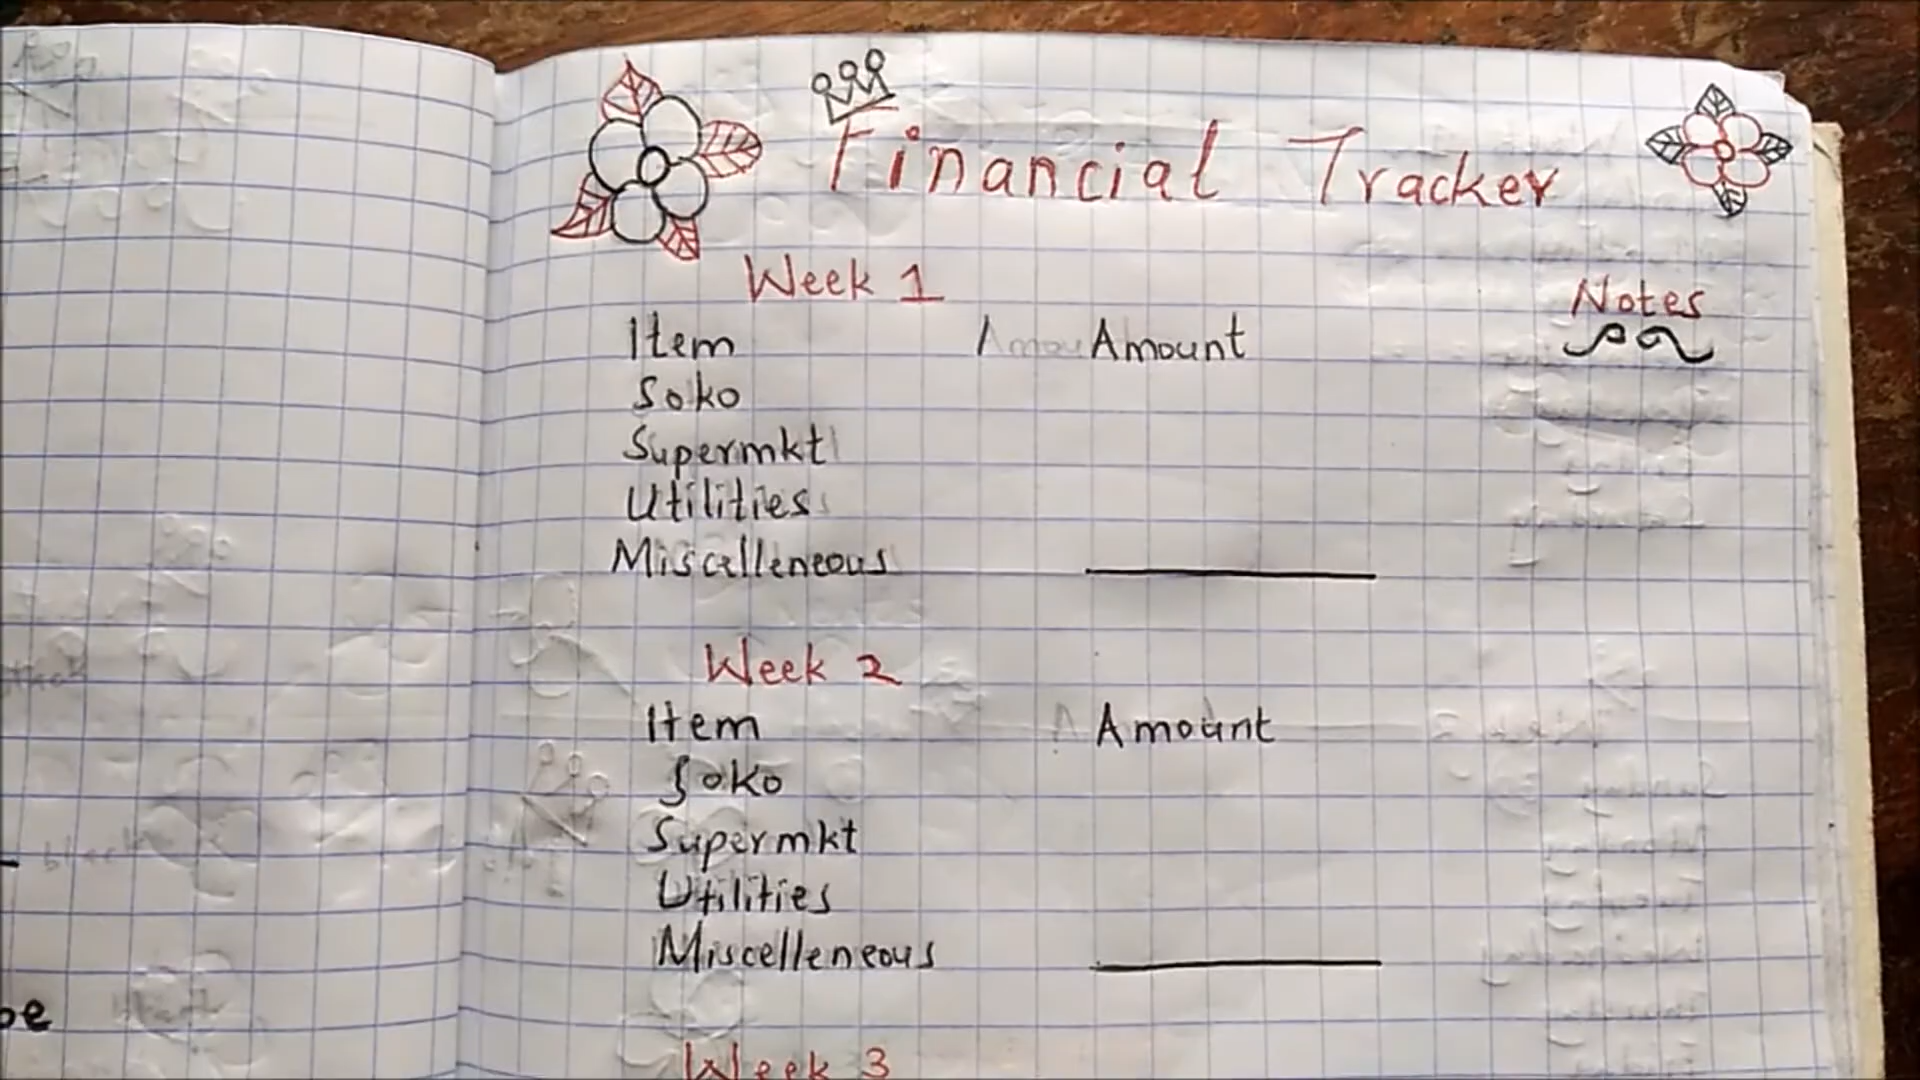 Financial Tracker
Week 1
Notes
Item Amount
Soko
Supermkt
Utilities
Miscelleneous
Week 2
Item Amount
Soko
Supermkt
Utilities
Miscelleneous
Week 3